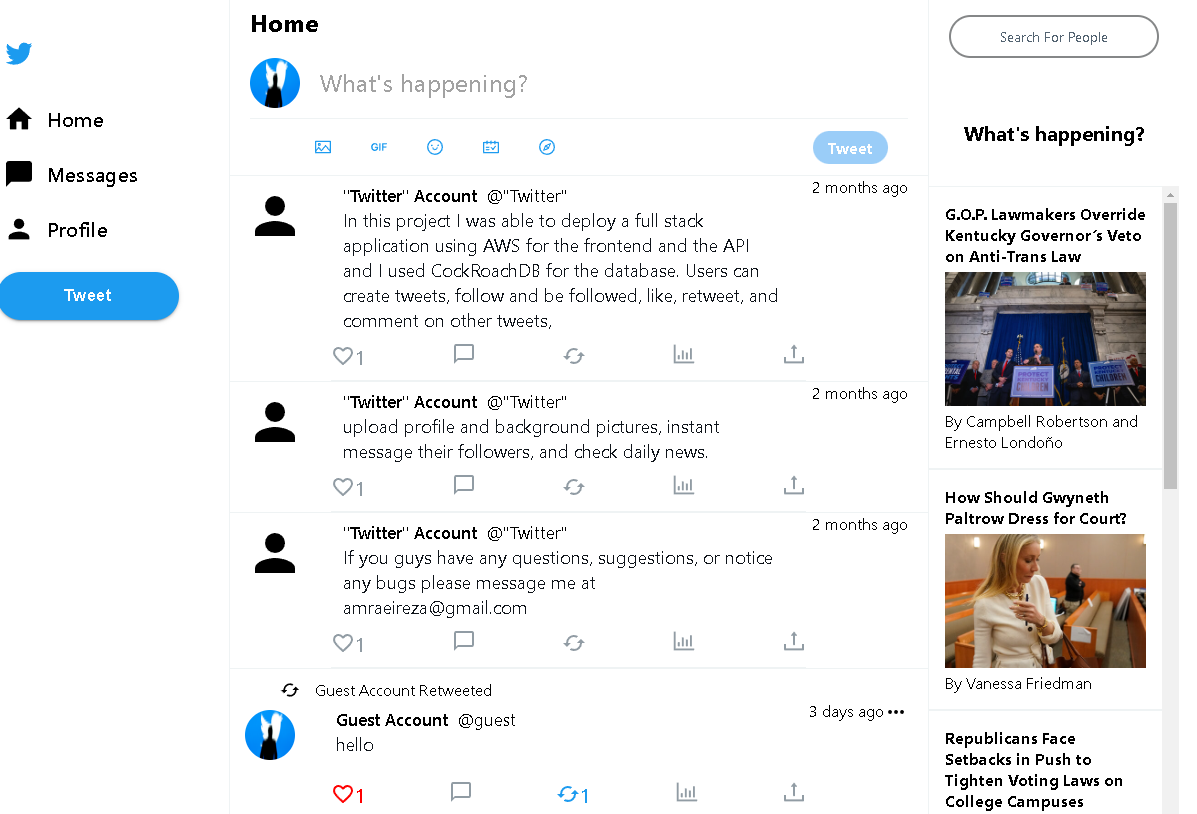 Home
Messages
Profile
Tweet
Home
What's happening?
GIF
Tweet
"Twitter" Account @"Twitter"
2 months ago
In this project I was able to deploy a full stack
application using AWS for the frontend and the API
and I used CockRoachDB for the database. Users can
create tweets, follow and be followed, like, retweet, and
comment on other tweets,
1
"Twitter" Account @"Twitter"
2 months ago
upload profile and background pictures, instant
message their followers, and check daily news.
1
"Twitter" Account @"Twitter"
2 months ago
If you guys have any questions, suggestions, or notice
any bugs please message me at
amraeireza@gmail.com
1
Guest Account Retweeted
Guest Account @guest
3 days ago
hello
1 1
Search For People
What's happening?
G.O.P. Lawmakers Override
Kentucky Governor´s Veto
on Anti-Trans Law
PROTECT
CHILDREN
By Campbell Robertson and
Ernesto Londoño
How Should Gwyneth
Paltrow Dress for Court?
By Vanessa Friedman
Republicans Face
Setbacks in Push to
Tighten Voting Laws on
College Campuses